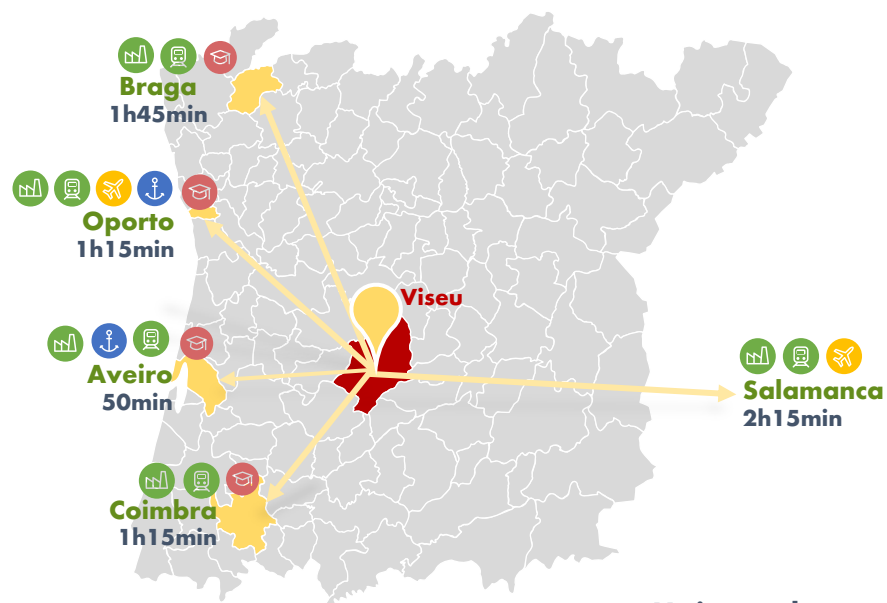 Braga
1h45min
Oporto
1h15min
Viseu
Aveiro
50min
Salamanca
2h15min
Coimbra
1h15min